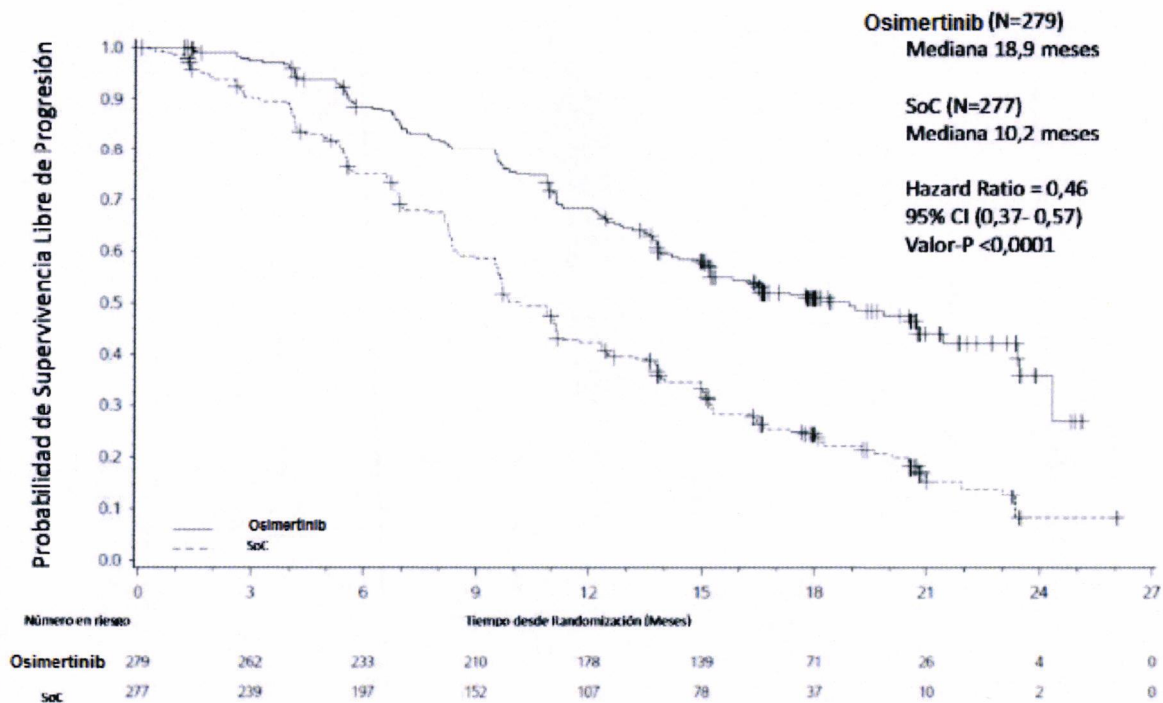 Osimertinib (N=279)
Mediana 18,9 meses
SoC (N=277)
Mediana 10,2 meses
Hazard Ratio = 0,46
95% CI (0,37- 0,57)
Valor-P <0,0001
Probabilidad de Supervivencia Libre de Progresión
1.0
0.9
0.8
0.7
0.6
0.5
0.4
0.3
0.2
0.1
0.0
Osimertinib
SoC
0 3 6 9 12 15 18 21 24 27
Número en riesgo
Tiempo desde Randomización (Meses)
Osimertinib 279 262 233 210 178 139 71 26 4 0
SoC 277 239 197 152 107 78 37 10 2 0